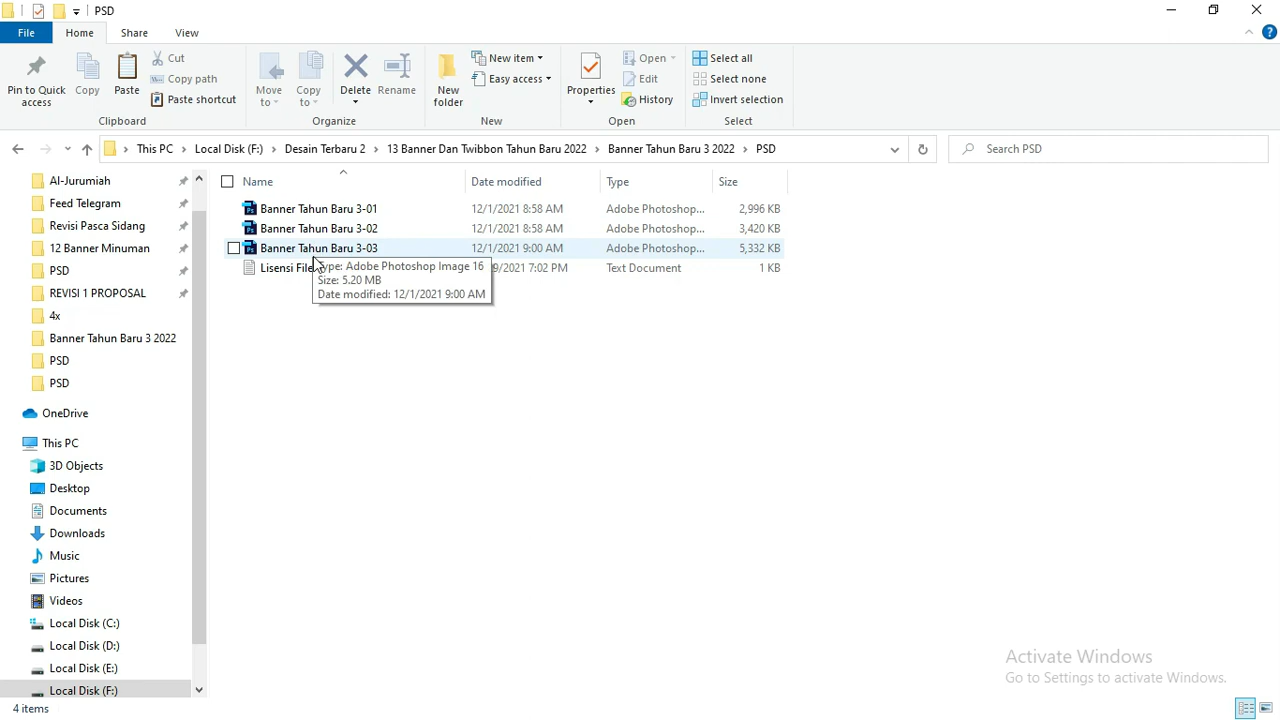 PSD
File Home Share View
Pin to Quick access
Copy
Paste
Cut
Copy path
Paste shortcut
Clipboard
Move to
Copy to
Delete
Rename
Organize
New folder
New item
Easy access
New
Properties
Open
Edit
History
Open
Select all
Select none
Invert selection
Select
This PC Local Disk (F:) Desain Terbaru 2 13 Banner Dan Twibbon Tahun Baru 2022 Banner Tahun Baru 3 2022 PSD
Search PSD
Al-Jurumiah
Feed Telegram
Revisi Pasca Sidang
12 Banner Minuman
PSD
REVISI 1 PROPOSAL
4x
Banner Tahun Baru 3 2022
PSD
PSD
OneDrive
This PC
3D Objects
Desktop
Documents
Downloads
Music
Pictures
Videos
Local Disk (C:)
Local Disk (D:)
Local Disk (E:)
Local Disk (F:)
Name Date modified Type Size
Banner Tahun Baru 3-01 12/1/2021 8:58 AM Adobe Photoshop... 2,996 KB
Banner Tahun Baru 3-02 12/1/2021 8:58 AM Adobe Photoshop... 3,420 KB
Banner Tahun Baru 3-03 12/1/2021 9:00 AM Adobe Photoshop... 5,332 KB
Lisensi File 9/2021 7:02 PM Text Document 1 KB
Adobe Photoshop Image 16
Size: 5.20 MB
Date modified: 12/1/2021 9:00 AM
Activate Windows
Go to Settings to activate Windows.
4 items